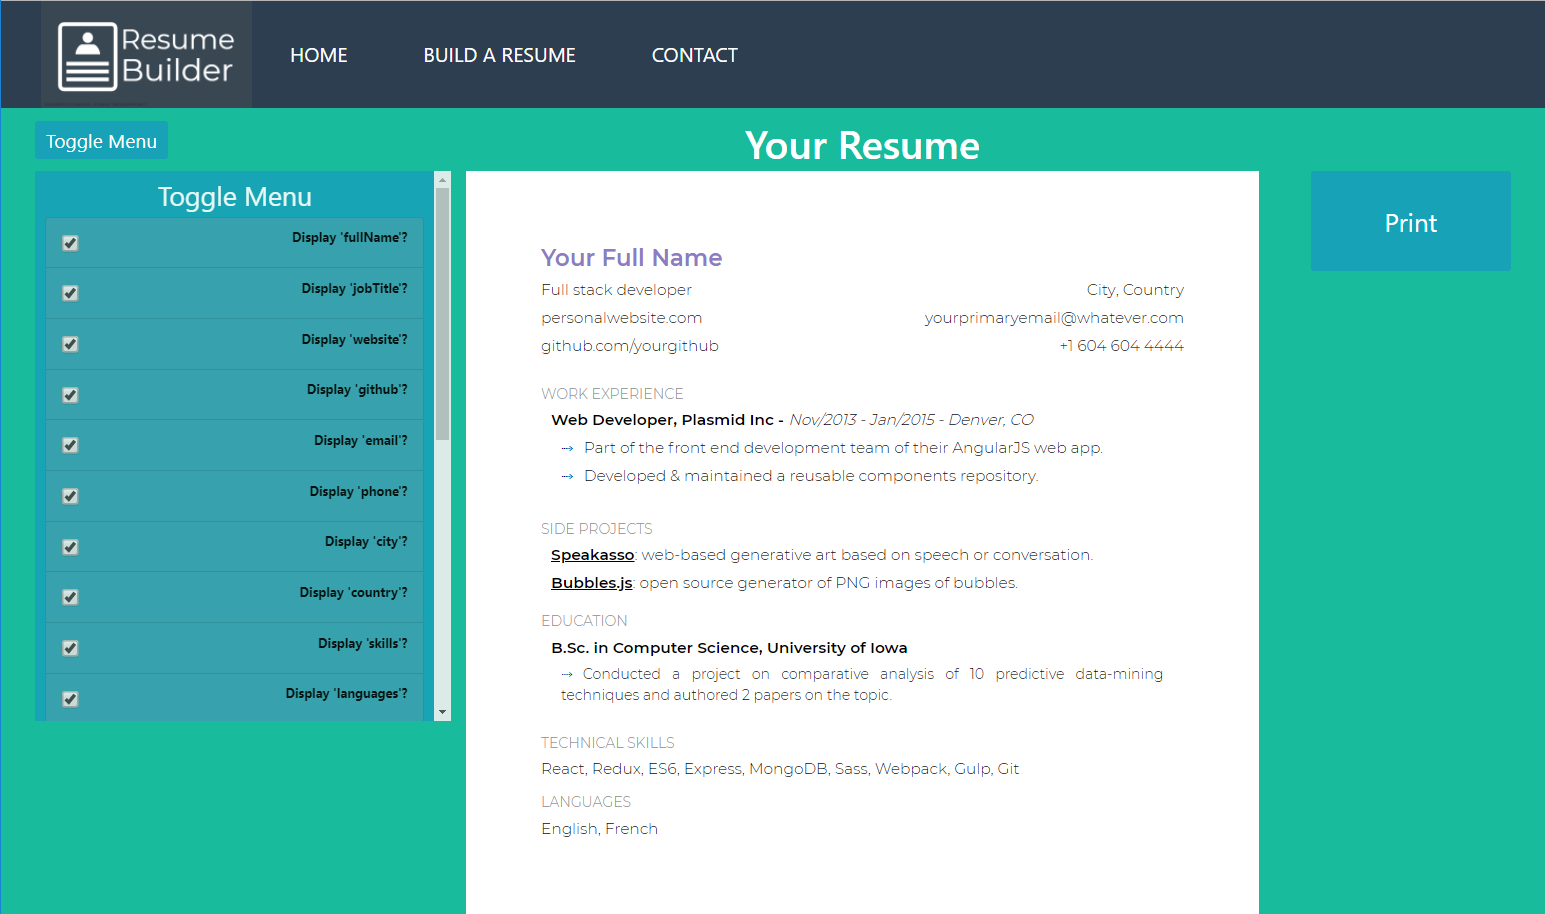 Resume
Builder
HOME
BUILD A RESUME
CONTACT
Toggle Menu
Your Resume
Toggle Menu
Display 'fullName'?
Display 'jobTitle'?
Display 'website'?
Display 'github'?
Display 'email'?
Display 'phone'?
Display 'city'?
Display 'country'?
Display 'skills'?
Display 'languages'?
Your Full Name
Full stack developer
City, Country
personalwebsite.com
yourprimaryemail@whatever.com
github.com/yourgithub
+1 604 604 4444
WORK EXPERIENCE
Web Developer, Plasmid Inc - Nov/2013 - Jan/2015 - Denver, CO
→ Part of the front end development team of their AngularJS web app.
→ Developed & maintained a reusable components repository.
SIDE PROJECTS
Speakasso: web-based generative art based on speech or conversation.
Bubbles.js: open source generator of PNG images of bubbles.
EDUCATION
B.Sc. in Computer Science, University of Iowa
→ Conducted a project on comparative analysis of 10 predictive data-mining
techniques and authored 2 papers on the topic.
TECHNICAL SKILLS
React, Redux, ES6, Express, MongoDB, Sass, Webpack, Gulp, Git
LANGUAGES
English, French
Print